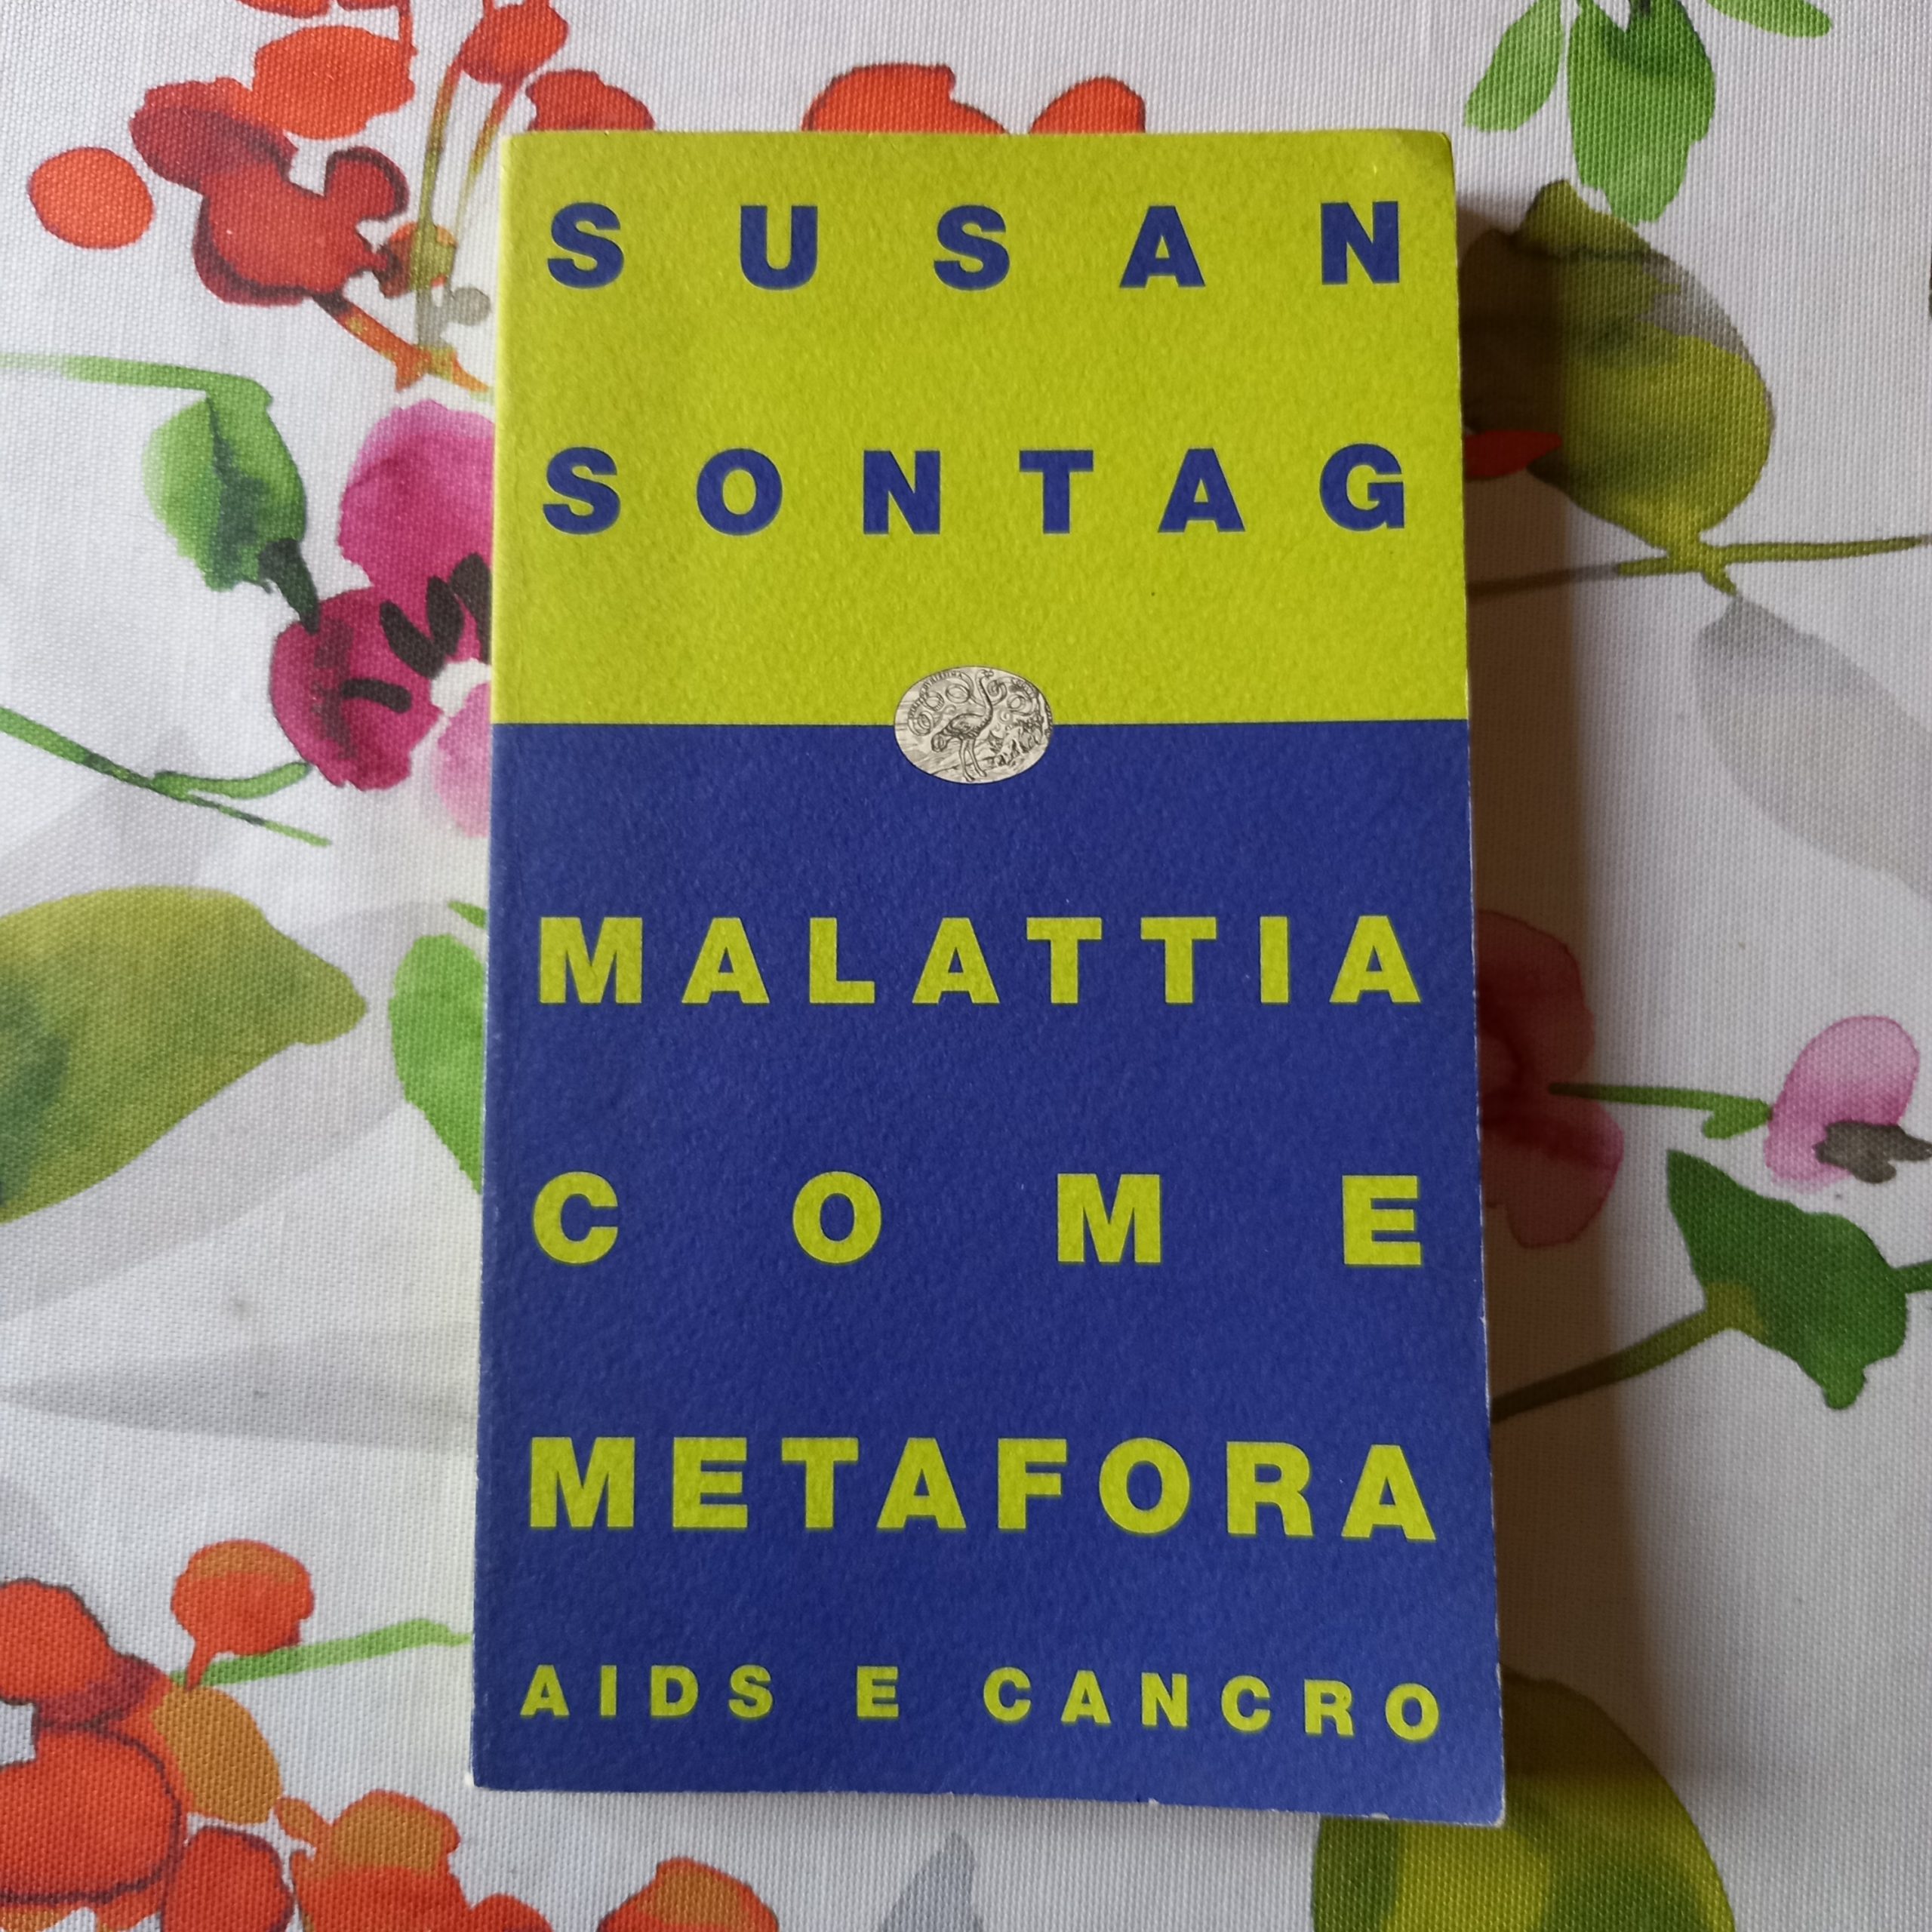 SUSAN
SONTAG
MALATTIA
COME
METAFORA
AIDS E CANCRO